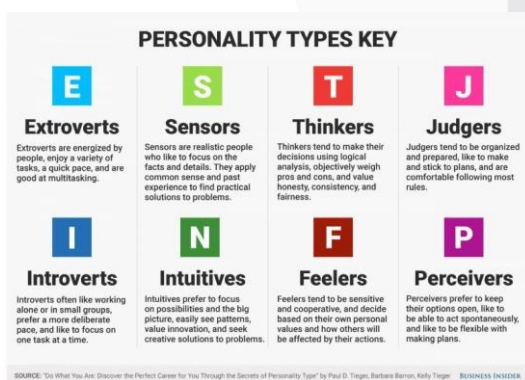 PERSONALITY TYPES KEY
E
Extroverts
Extroverts are energized by
people, enjoy a variety of
tasks, a quick pace, and are
good at multitasking.
S
Sensors
Sensors are realistic people
who like to focus on the
facts and details. They apply
common sense and past
experience to find practical
solutions to problems.
T
Thinkers
Thinkers tend to make their
decisions using logical
analysis, objectively weigh
pros and cons, and value
honesty, consistency, and
fairness.
J
Judgers
Judgers tend to be organized
and prepared, like to make
and stick to plans, and are
comfortable following most
rules.
I
Introverts
Introverts often like working
alone or in small groups,
prefer a more deliberate
pace, and like to focus on
one task at a time.
N
Intuitives
Intuitives prefer to focus
on possibilities and the big
picture, easily see patterns,
value innovation, and seek
creative solutions to problems.
F
Feelers
Feelers tend to be sensitive
and cooperative, and decide
based on their own personal
values and how others will
be affected by their actions.
P
Perceivers
Perceivers prefer to keep
their options open, like to
be able to act spontaneously,
and like to be flexible with
making plans.
SOURCE: "Do What You Are: Discover the Perfect Career for You Through the Secrets of Personality Type" by Paul D. Tieger, Barbara Barron, Kelly Tieger BUSINESS INSIDER